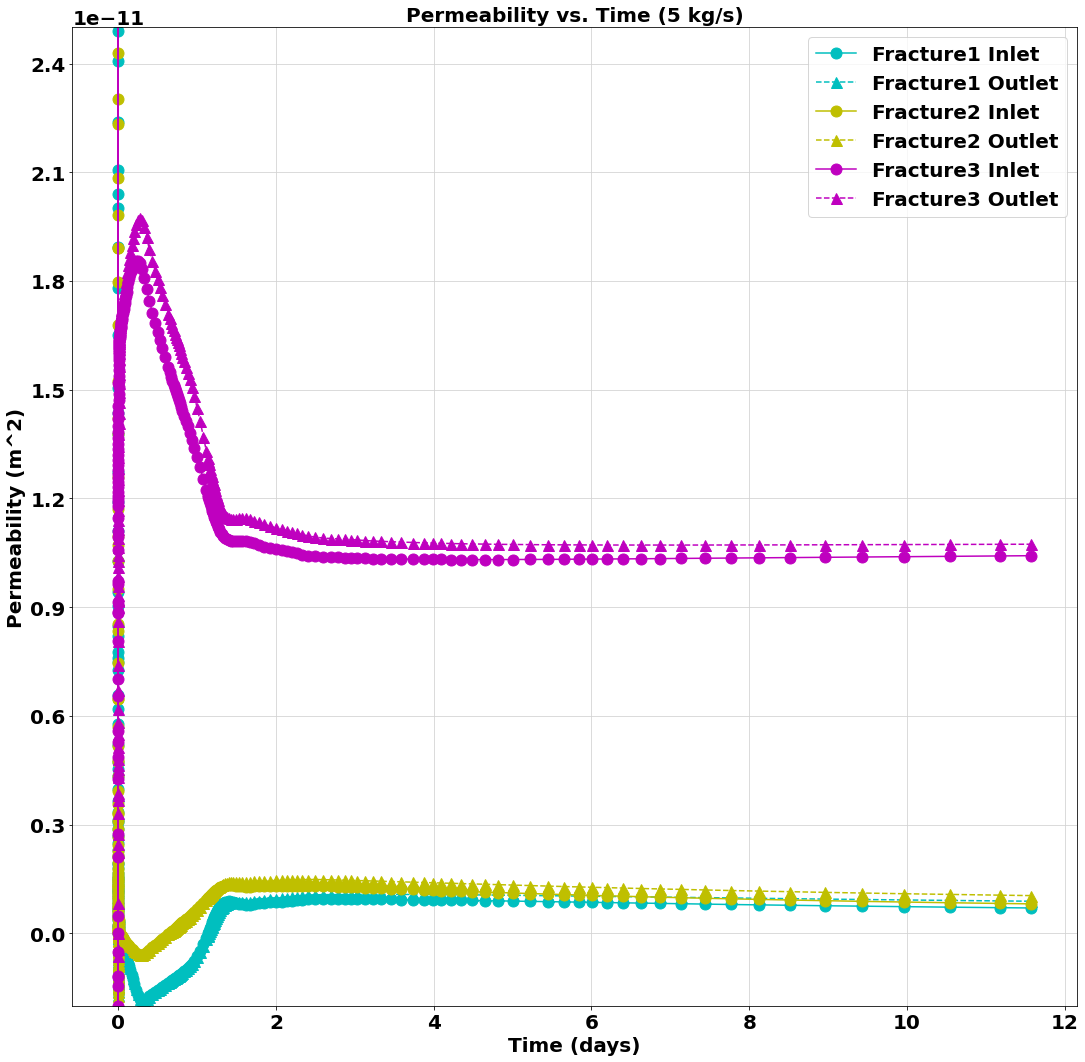 Permeability vs. Time (5 kg/s)
1e−11
Fracture1 Inlet
Fracture1 Outlet
Fracture2 Inlet
Fracture2 Outlet
Fracture3 Inlet
Fracture3 Outlet
Permeability (m^2)
2.4
2.1
1.8
1.5
1.2
0.9
0.6
0.3
0.0
0 2 4 6 8 10 12
Time (days)